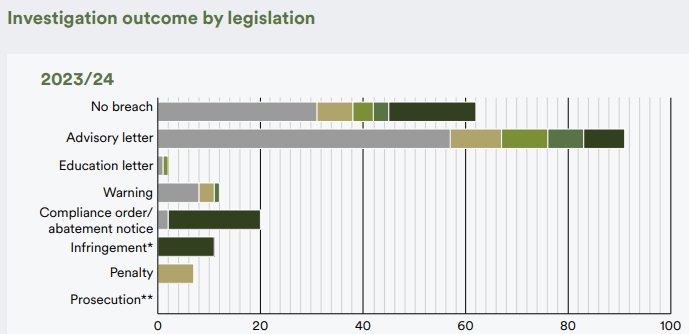 Investigation outcome by legislation
2023/24
No breach
Advisory letter
Education letter
Warning
Compliance order/
abatement notice
Infringement*
Penalty
Prosecution**
0 20 40 60 80 100